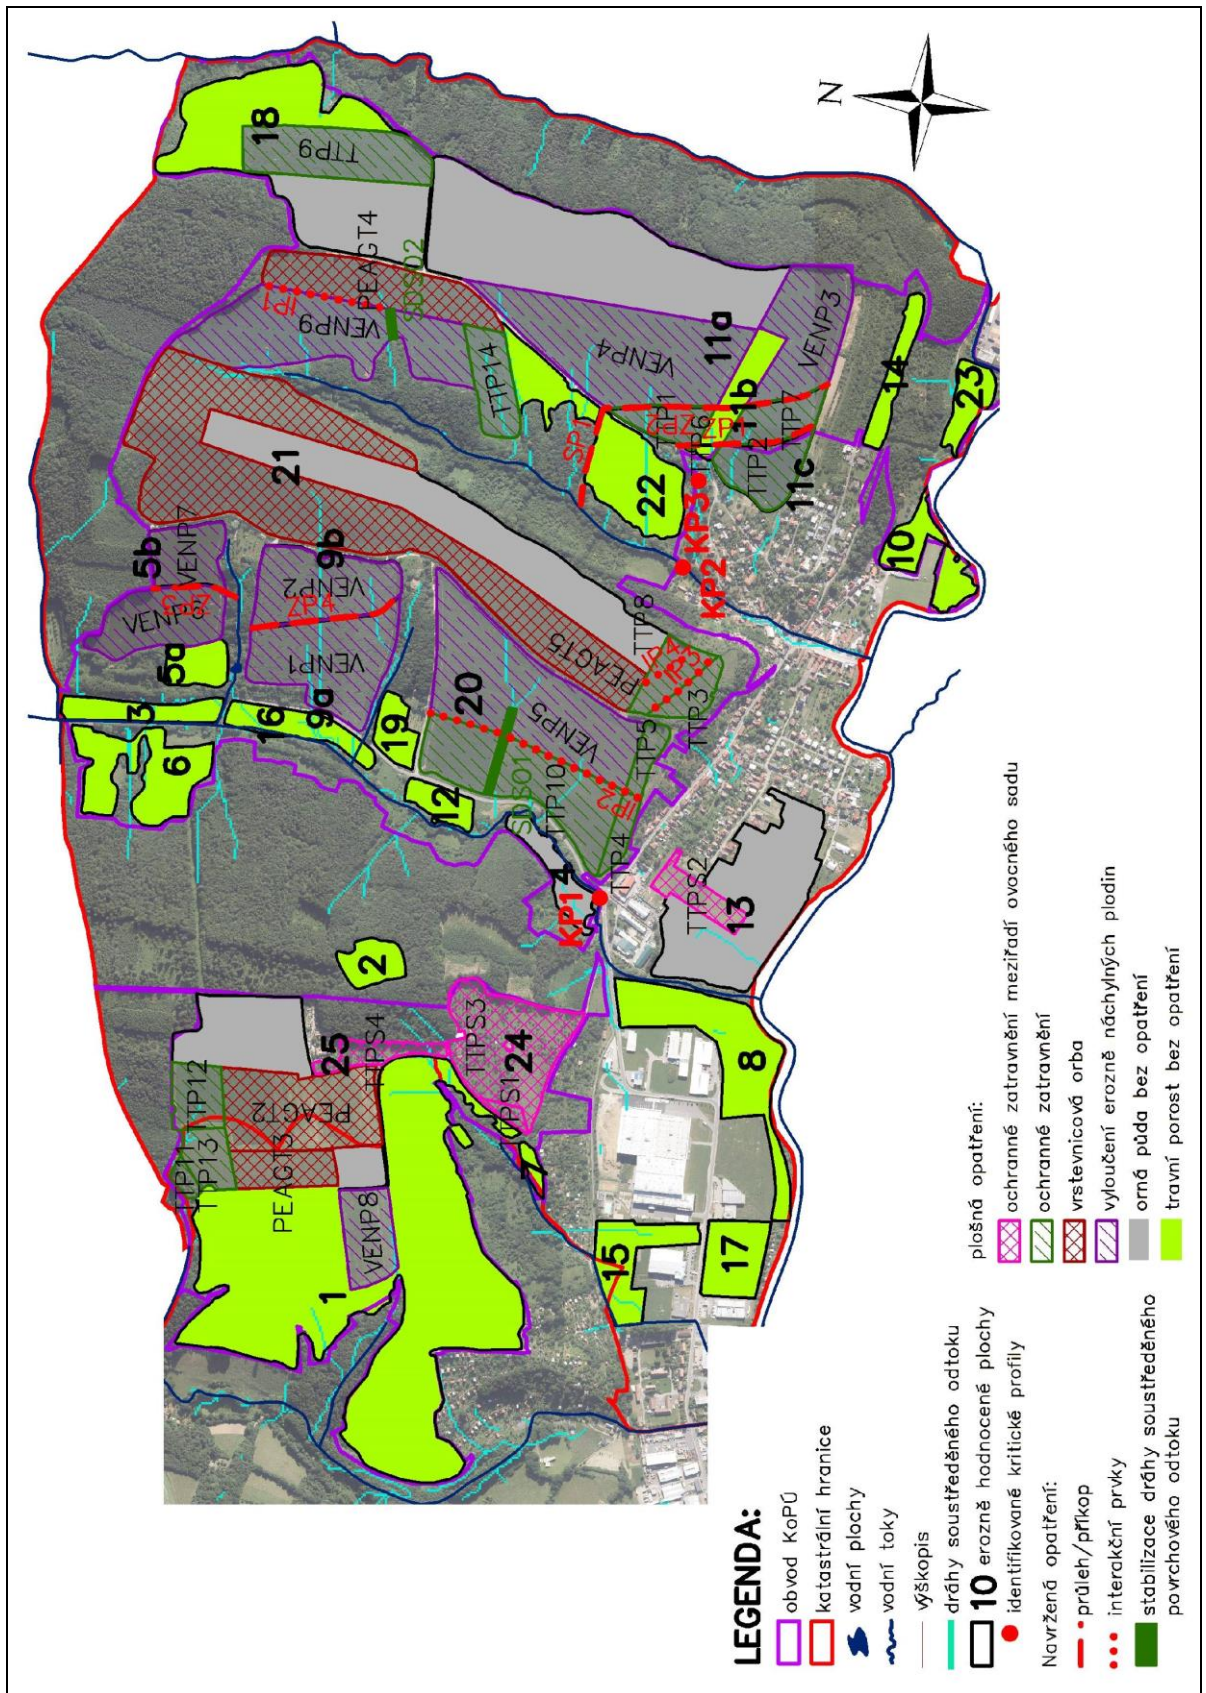 N
18
TTP9
PEAGT4
SDSO2
IP1
VENP9
TTP14
VENP4
11a
VENP3
11b
TTP1
ZP2
ZP1
TTP6
TTP7
TTP2
11c
14
23
10
SP1
22
KP3
KP2
21
5b
VENP7
VENP6
5a
9b
VENP2
ZP4
VENP1
9a
3
16
6
19
12
20
VENP5
PEAGT5
TTP8
IP4
IP3
TTP3
TTP5
IP2
SDSO1
TTP10
TTP4
4
KP1
2
TTPS2
13
25
TTPS4
TTPS3
24
TTPS1
TTP12
TTP11
TTP13
PEAGT2
PEAGT3
VENP8
1
7
8
15
17
LEGENDA:
obvod KoPÚ
katastrální hranice
vodní plochy
vodní toky
výškopis
dráhy soustředěného odtoku
10 erozně hodnocené plochy
identifikované kritické profily
Navržená opatření:
průleh/příkop
interakční prvky
stabilizace dráhy soustředěného
povrchového odtoku
plošná opatření:
ochranné zatravnění meziřadí ovocného sadu
ochranné zatravnění
vrstevnicová orba
vyloučení erozně náchylných plodin
orná půda bez opatření
travní porost bez opatření